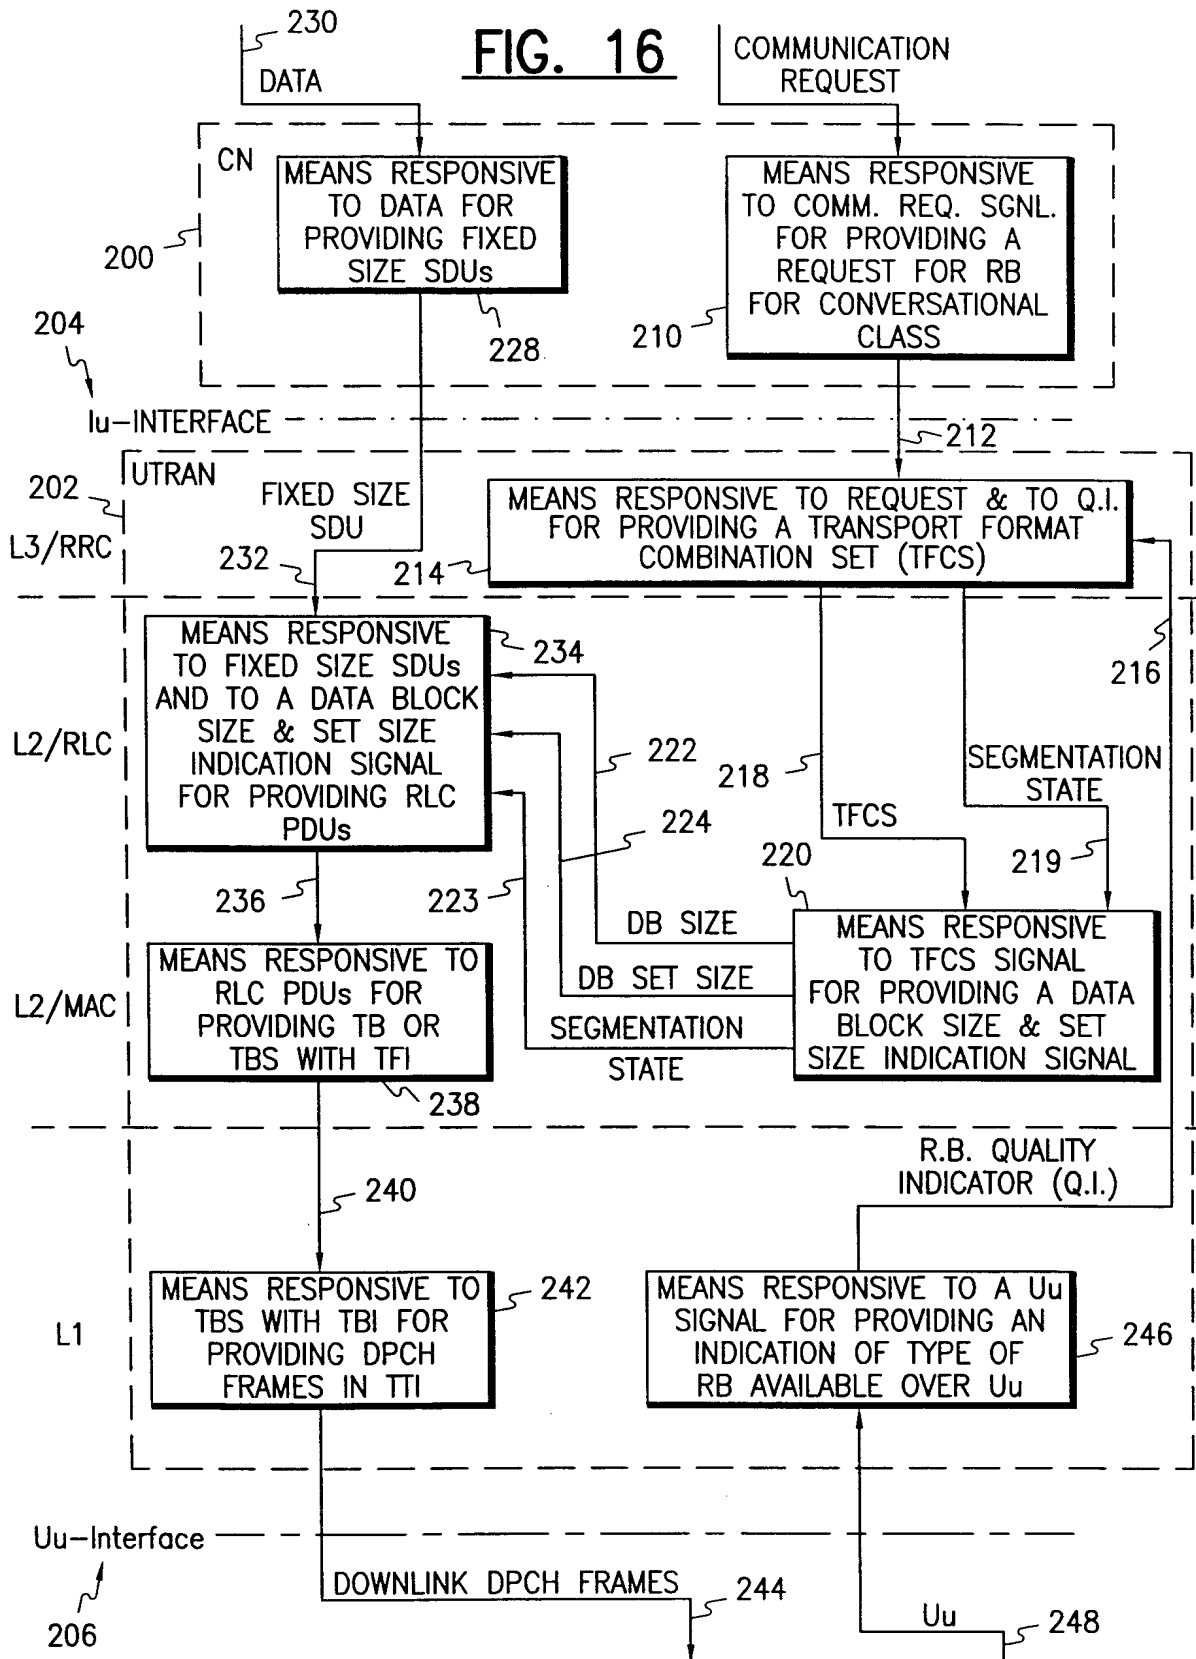 230
FIG. 16
DATA
COMMUNICATION
REQUEST
CN
MEANS RESPONSIVE
TO DATA FOR
PROVIDING FIXED
SIZE SDUs
228
200
MEANS RESPONSIVE
TO COMM. REQ. SGNL.
FOR PROVIDING A
REQUEST FOR RB
FOR CONVERSATIONAL
CLASS
210
204
Iu-INTERFACE
212
202
UTRAN
FIXED SIZE
SDU
232
L3/RRC
MEANS RESPONSIVE TO REQUEST & TO Q.I.
FOR PROVIDING A TRANSPORT FORMAT
COMBINATION SET (TFCS)
214
216
MEANS RESPONSIVE
TO FIXED SIZE SDUs
AND TO A DATA BLOCK
SIZE & SET SIZE
INDICATION SIGNAL
FOR PROVIDING RLC
PDUs
234
L2/RLC
222
218
SEGMENTATION
STATE
TFCS
224
220
219
236
223
DB SIZE
DB SET SIZE
SEGMENTATION
STATE
MEANS RESPONSIVE
TO TFCS SIGNAL
FOR PROVIDING A DATA
BLOCK SIZE & SET
SIZE INDICATION SIGNAL
L2/MAC
MEANS RESPONSIVE TO
RLC PDUs FOR
PROVIDING TB OR
TBS WITH TFI
238
R.B. QUALITY
INDICATOR (Q.I.)
240
L1
MEANS RESPONSIVE TO
TBS WITH TBI FOR
PROVIDING DPCH
FRAMES IN TTI
242
MEANS RESPONSIVE TO A Uu
SIGNAL FOR PROVIDING AN
INDICATION OF TYPE OF
RB AVAILABLE OVER Uu
246
Uu-Interface
206
DOWNLINK DPCH FRAMES
244
Uu
248